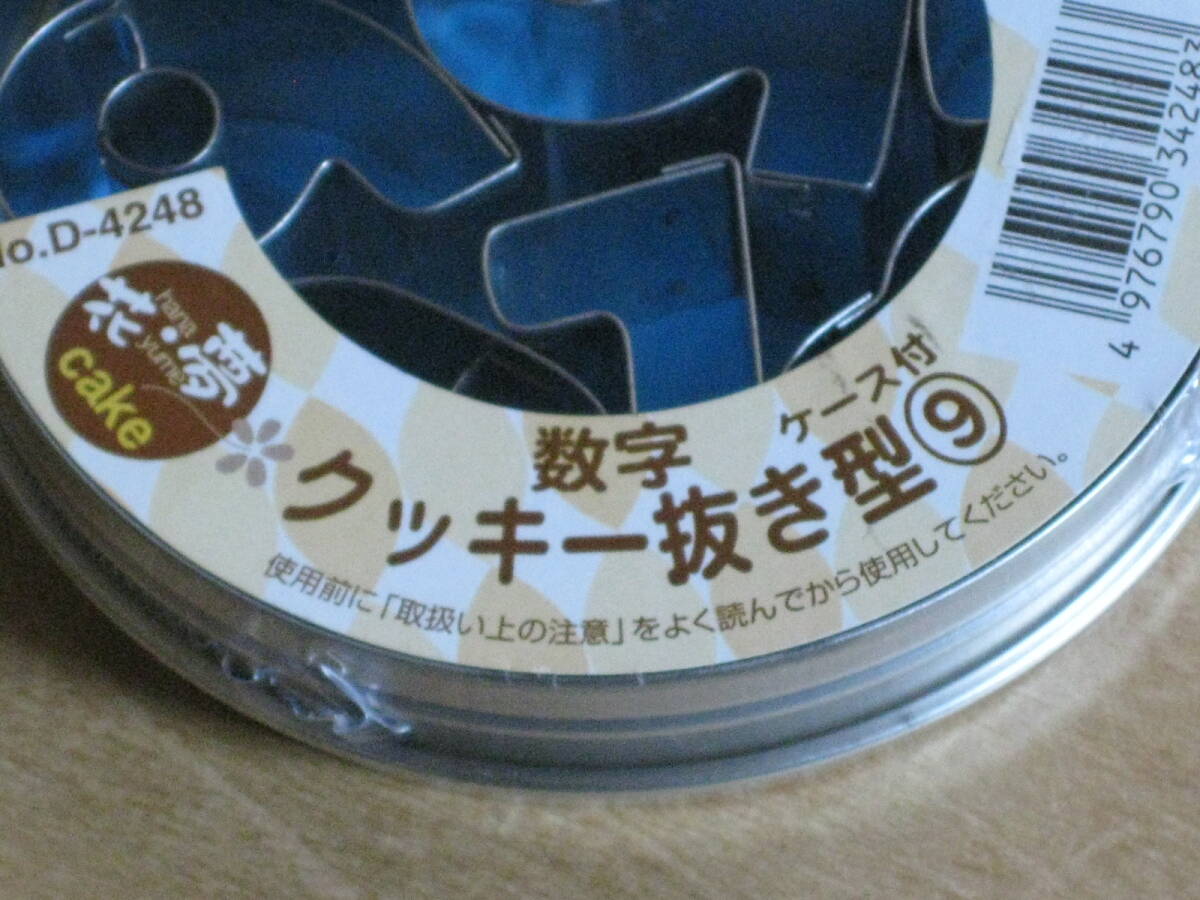 No.D-4248
花・夢
hana yume
cake
数字
ケース付
クッキー抜き型⑨
使用前に「取扱い上の注意」をよく読んでから使用してください。
4 976790 342483